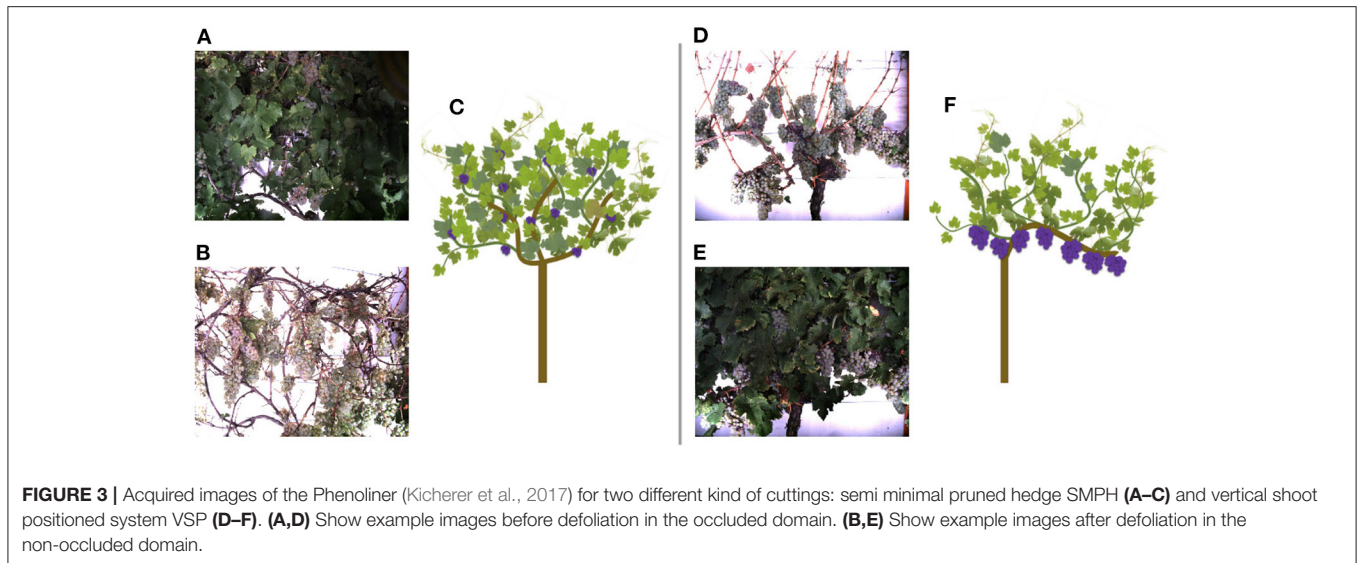 A
D
C
F
B
E
FIGURE 3 | Acquired images of the Phenoliner (Kicherer et al., 2017) for two different kind of cuttings: semi minimal pruned hedge SMPH (A–C) and vertical shoot
positioned system VSP (D–F). (A,D) Show example images before defoliation in the occluded domain. (B,E) Show example images after defoliation in the
non-occluded domain.